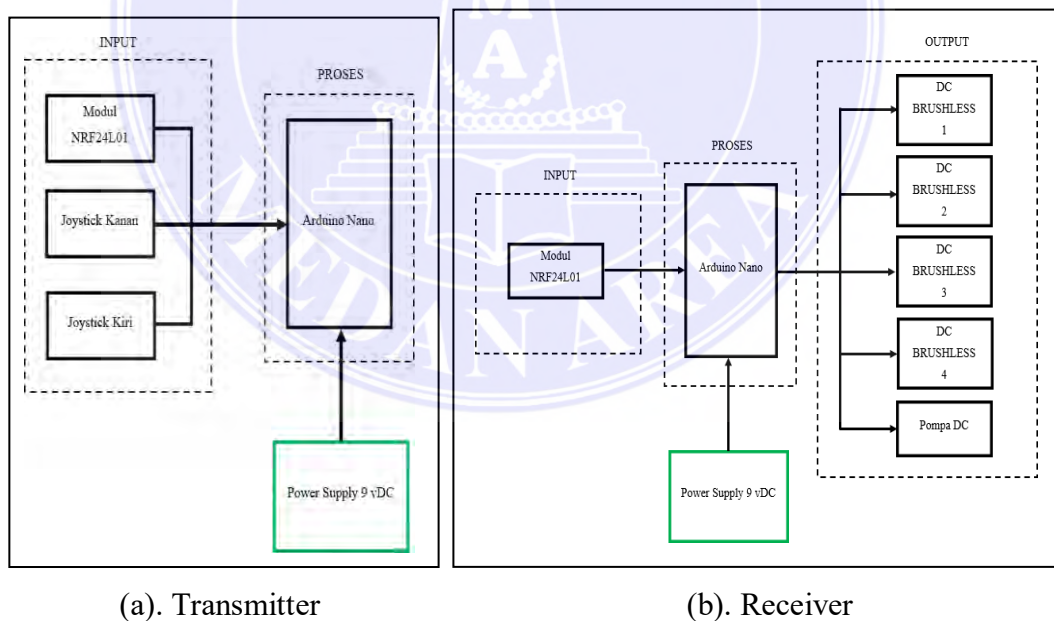 INPUT
Modul
NRF24L01
Joystick Kanan
Joystick Kiri
PROSES
Arduino Nano
Power Supply 9 vDC
(a). Transmitter
INPUT
Modul
NRF24L01
PROSES
Arduino Nano
Power Supply 9 vDC
OUTPUT
DC
BRUSHLESS
1
DC
BRUSHLESS
2
DC
BRUSHLESS
3
DC
BRUSHLESS
4
Pompa DC
(b). Receiver
M
A
MEDAN AREA